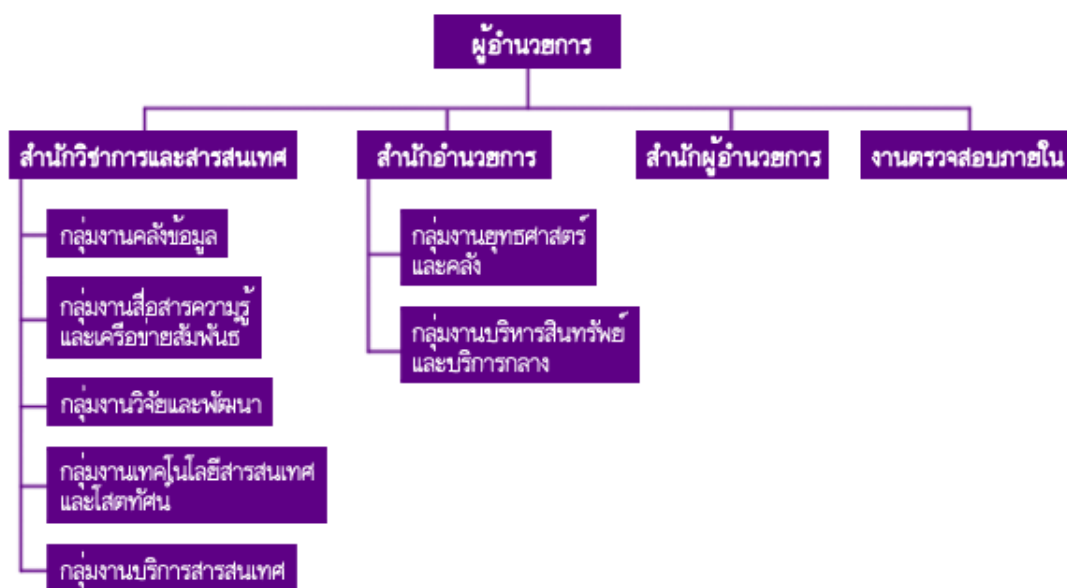 ผู้อำนวยการ
สำนักวิชาการและสารสนเทศ
สำนักอำนวยการ
สำนักผู้อำนวยการ
งานตรวจสอบภายใน
กลุ่มงานคลังข้อมูล
กลุ่มงานสื่อสารความรู้
และเครือข่ายสัมพันธ์
กลุ่มงานวิจัยและพัฒนา
กลุ่มงานเทคโนโลยีสารสนเทศ
และโสตทัศน์
กลุ่มงานบริการสารสนเทศ
กลุ่มงานยุทธศาสตร์
และคลัง
กลุ่มงานบริหารสินทรัพย์
และบริการกลาง